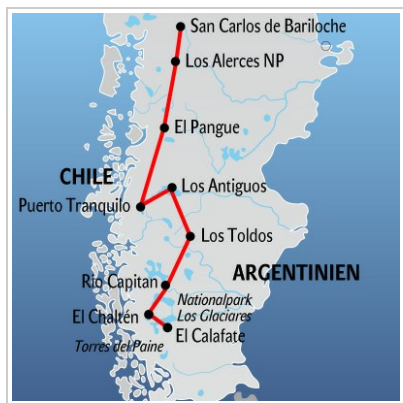 San Carlos de Bariloche
Los Alerces NP
El Pangue
CHILE
Los Antiguos
Puerto Tranquilo
Los Toldos
ARGENTINIEN
Rio Capitan
Nationalpark
Los Glaciares
El Chaltén
El Calafate
Torres del Paine